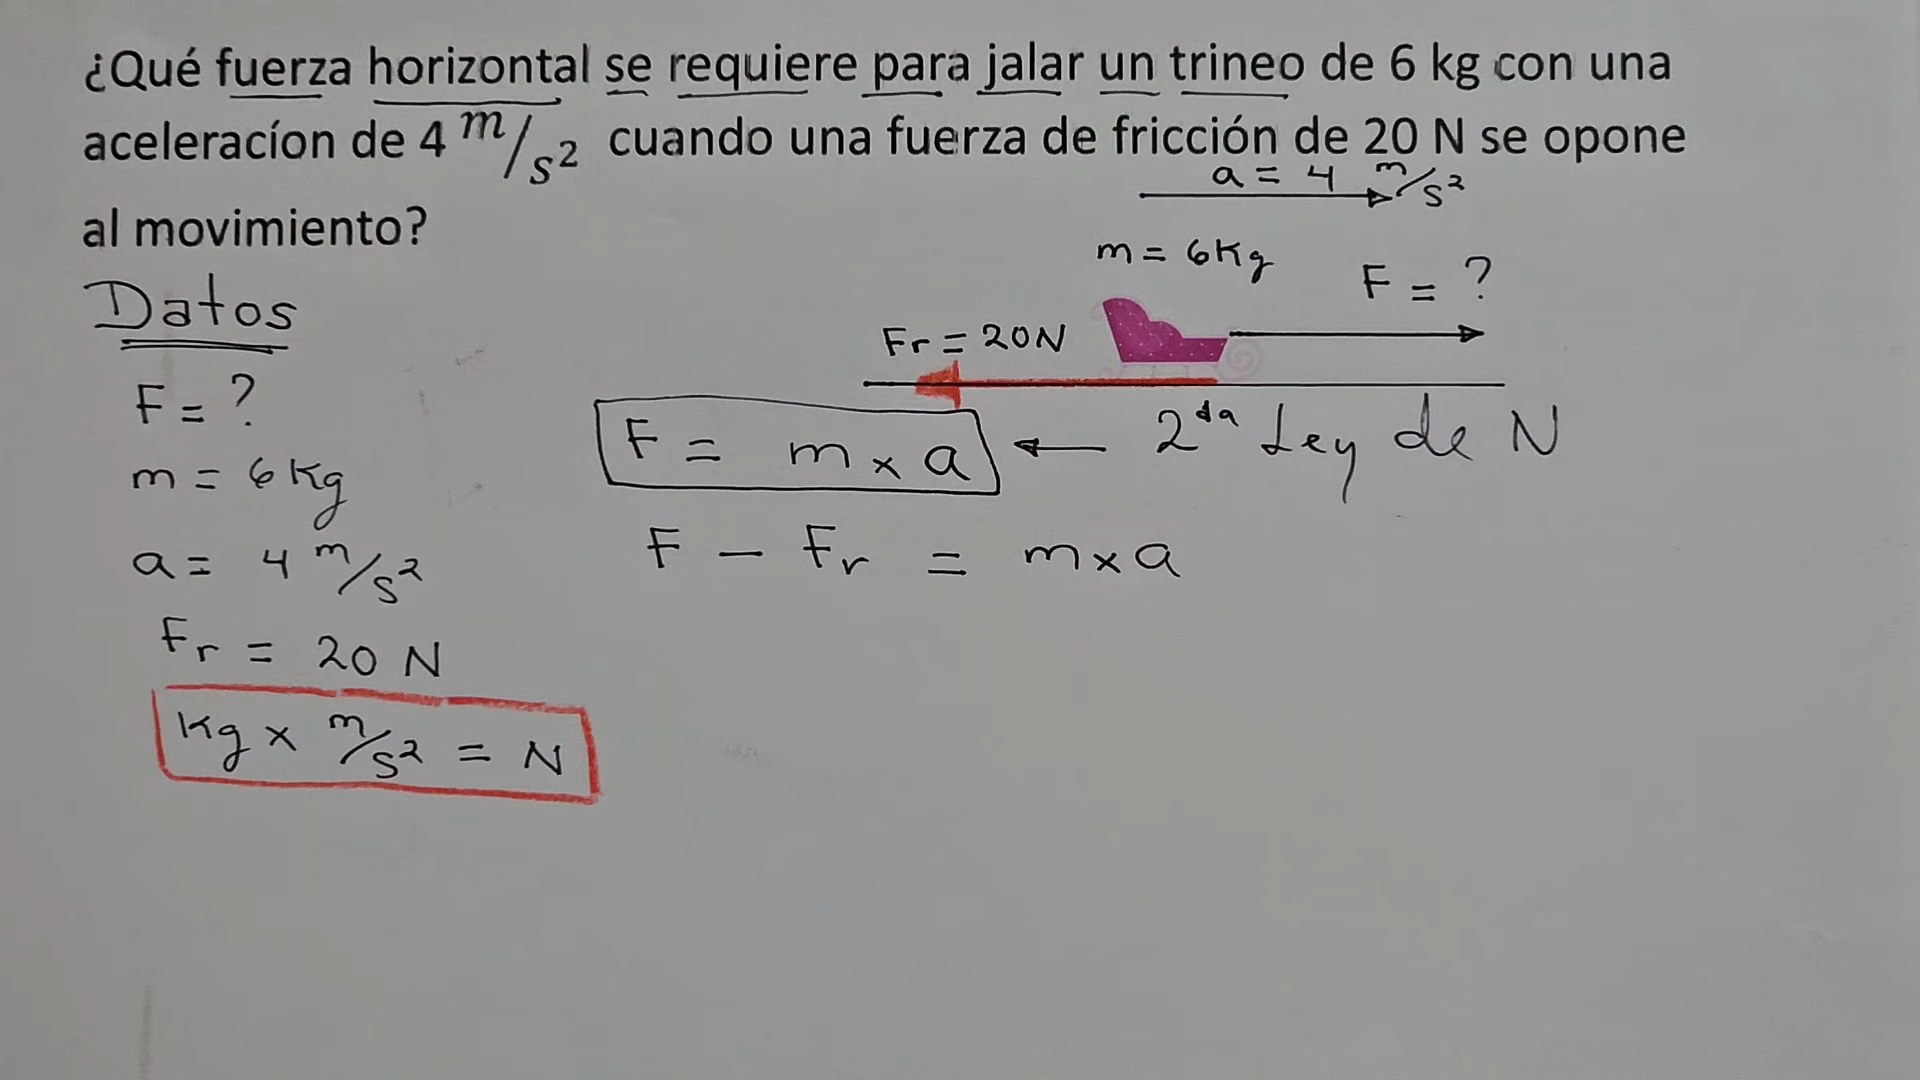 ¿Qué fuerza horizontal se requiere para jalar un trineo de 6 kg con una
aceleracíon de 4 m/s² cuando una fuerza de fricción de 20 N se opone
al movimiento?
a = 4 m/s²
m = 6Kg
F = ?
Fr = 20N
Datos
F = ?
m = 6Kg
a = 4 m/s²
Fr = 20 N
Kg x m/s² = N
F = m x a ← 2da Ley de N
F - Fr = m x a